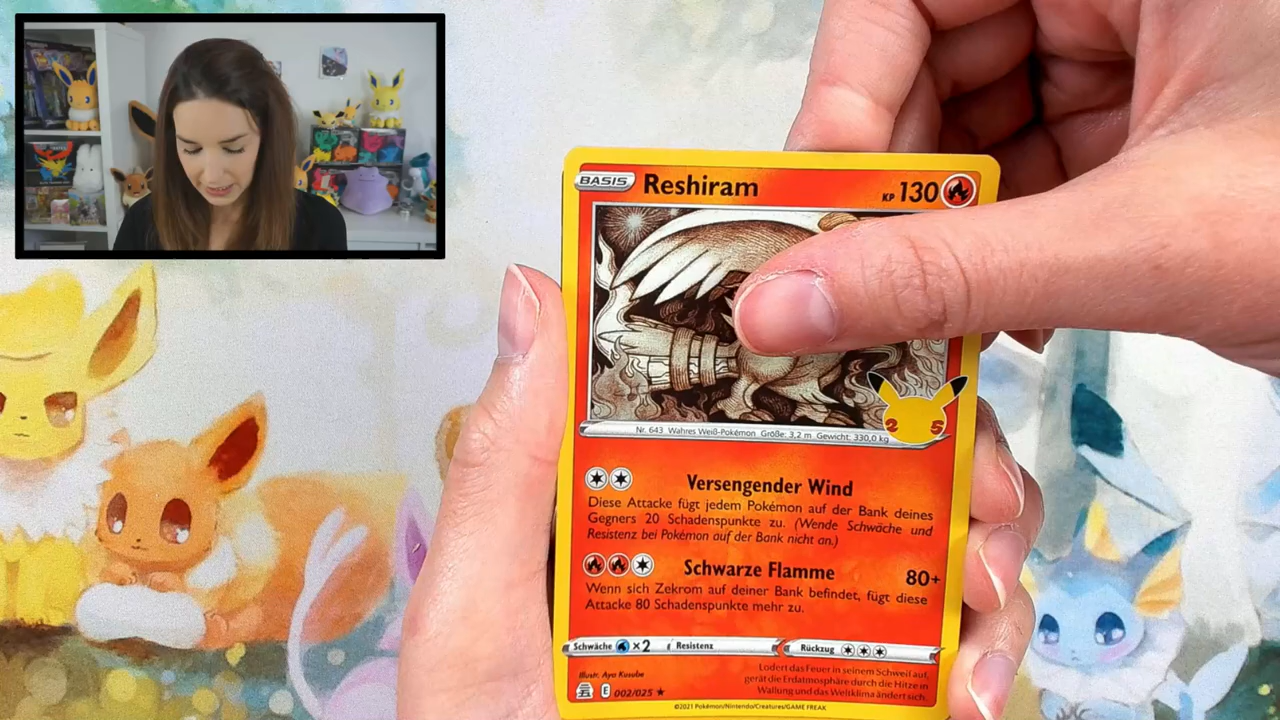 BASIS Reshiram KP 130
25
Nr. 643 Wahres Weiß-Pokémon Größe: 3,2 m Gewicht: 330,0 kg
Versengender Wind
Diese Attacke fügt jedem Pokémon auf der Bank deines
Gegners 20 Schadenspunkte zu. (Wende Schwäche und
Resistenz bei Pokémon auf der Bank nicht an.)
Schwarze Flamme 80+
Wenn sich Zekrom auf deiner Bank befindet, fügt diese
Attacke 80 Schadenspunkte mehr zu.
Schwäche ×2 Resistenz Rückzug
Illustr. Aya Kusube
E 002/025 ★
Lodert das Feuer in seinem Schweif auf,
gerät die Erdatmosphäre durch die Hitze in
Wallung und das Weltklima ändert sich.
©2021 Pokémon/Nintendo/Creatures/GAME FREAK